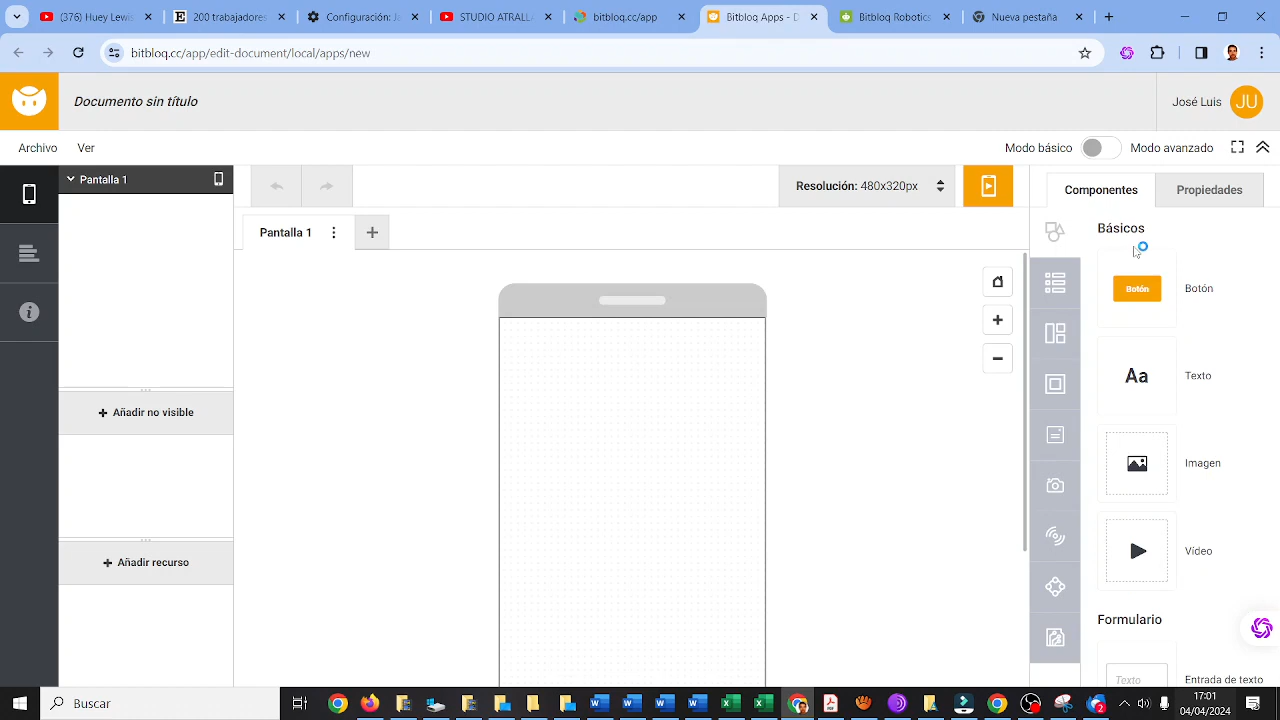 (376) Huey Lewis
200 trabajadores
Configuración: J
STUDIO ATRALL
bitbloq.cc/app
Bitbloq Apps - D
Bitbloq Robotics
Nueva pestaña
bitbloq.cc/app/edit-document/local/apps/new
Documento sin título
José Luis
JU
Archivo
Ver
Modo básico
Modo avanzado
Pantalla 1
Resolución: 480x320px
Componentes
Propiedades
Pantalla 1
Básicos
Botón
Botón
Aa
Texto
Añadir no visible
Imagen
Vídeo
Añadir recurso
Formulario
Texto
Entrada de texto
Buscar
17:01
04/04/2024